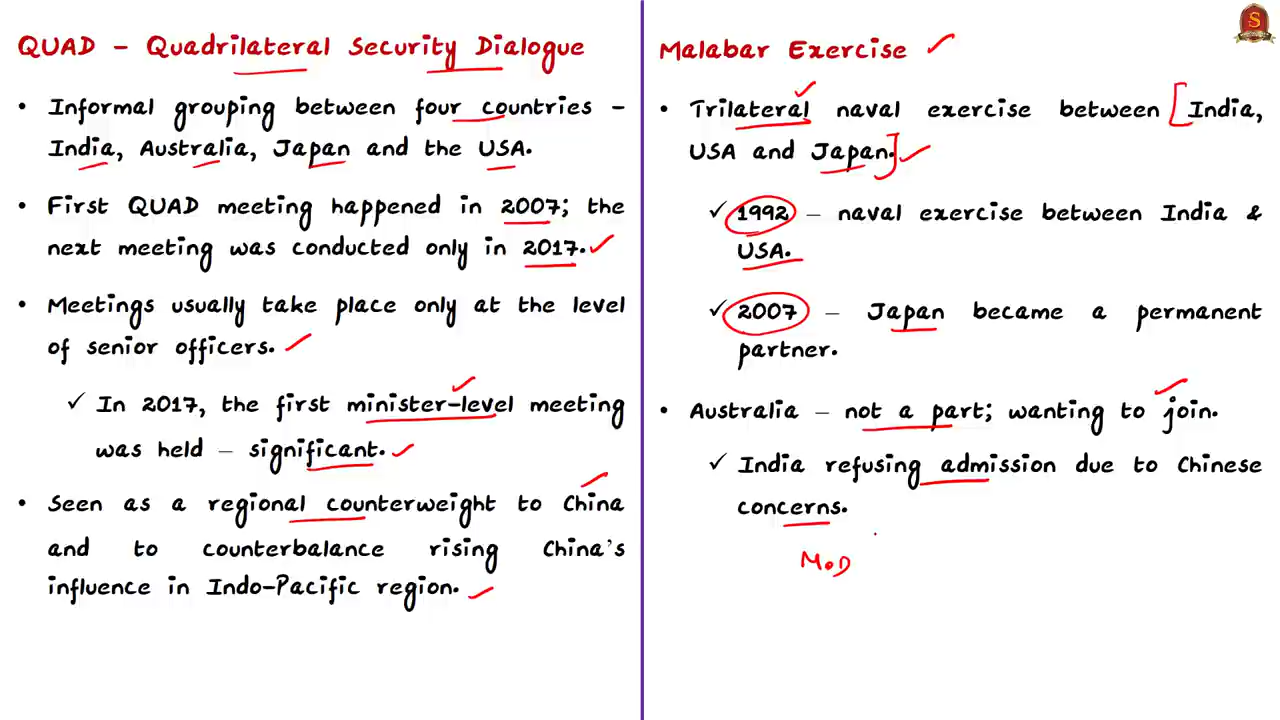 QUAD – Quadrilateral Security Dialogue
• Informal grouping between four countries –
India, Australia, Japan and the USA.
• First QUAD meeting happened in 2007; the
next meeting was conducted only in 2017.
• Meetings usually take place only at the level
of senior officers.
✓ In 2017, the first minister-level meeting
was held – significant.
• Seen as a regional counterweight to China
and to counterbalance rising China's
influence in Indo-Pacific region.
Malabar Exercise
• Trilateral naval exercise between [India,
USA and Japan.]
✓ 1992 – naval exercise between India &
USA.
✓ 2007 – Japan became a permanent
partner.
• Australia – not a part; wanting to join.
✓ India refusing admission due to Chinese
concerns.
M.D
S